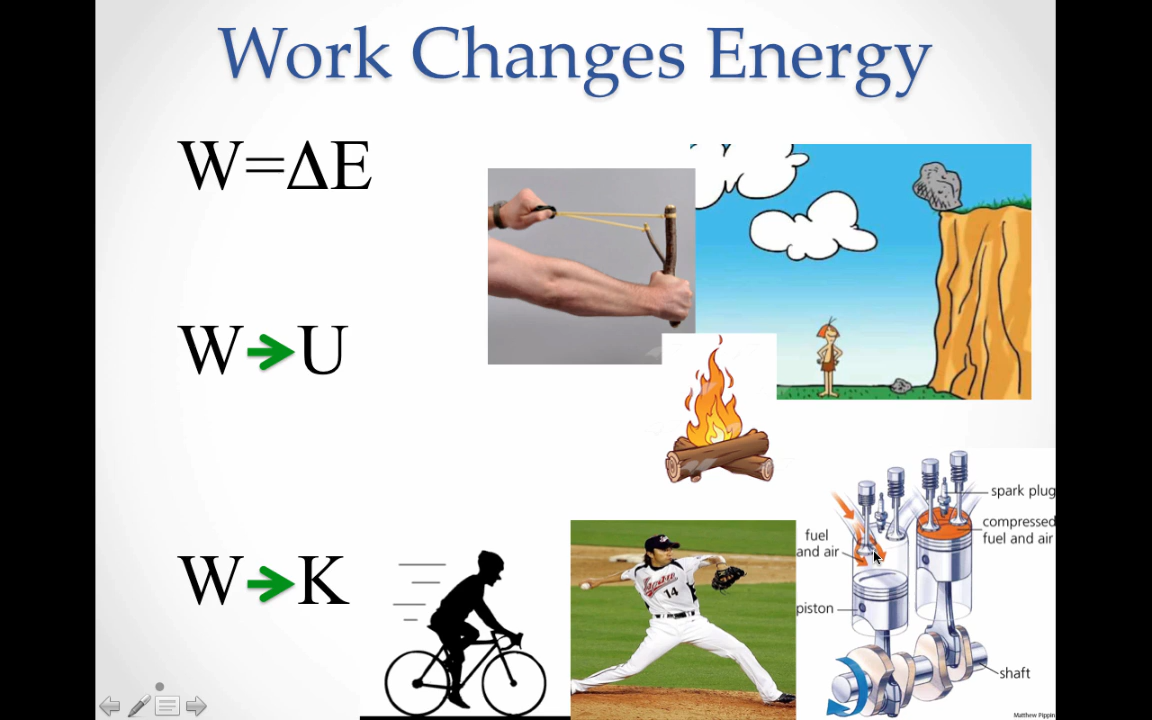 Work Changes Energy
W=ΔE
W➔U
W➔K
14
spark plug
compressed
fuel and air
fuel
and air
piston
shaft
Matthew Pippin